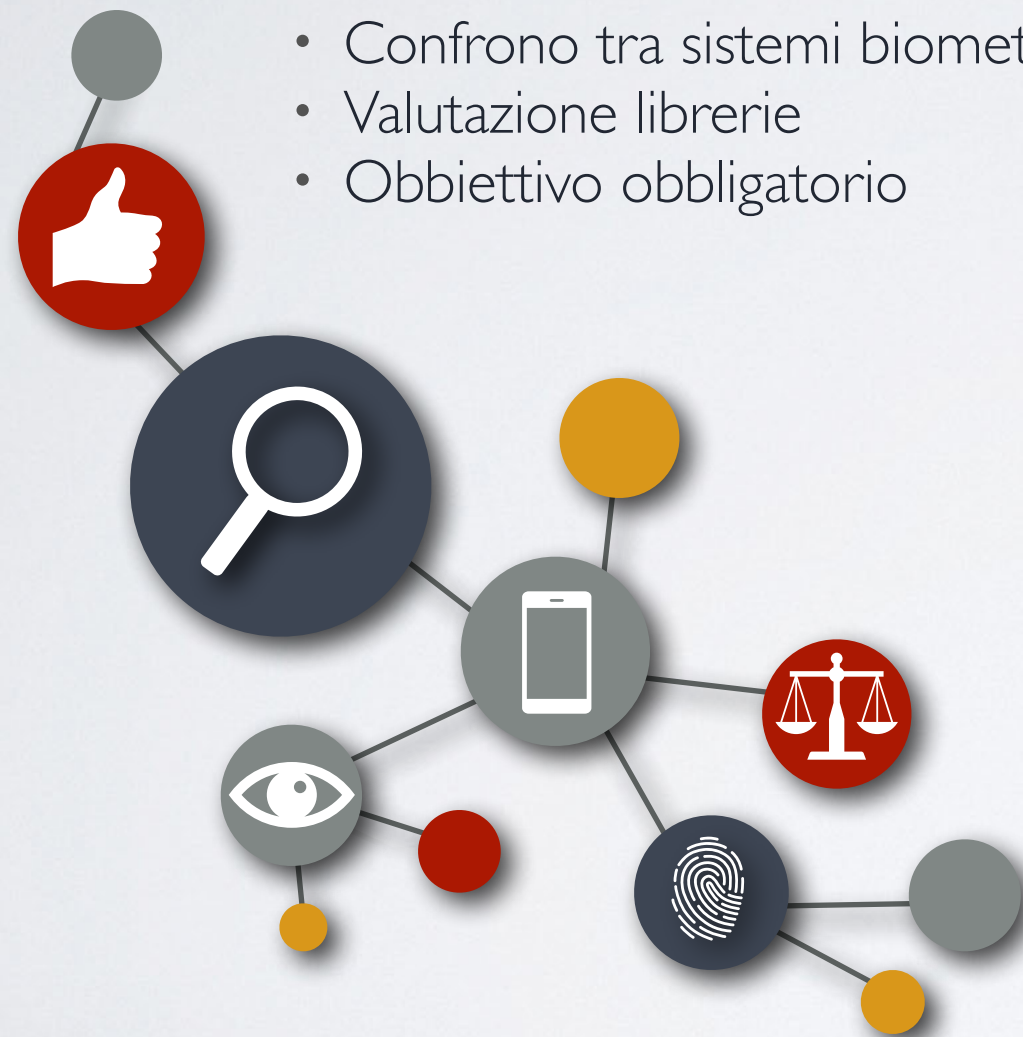 • Confrono tra sistemi biomet
• Valutazione librerie
• Obbiettivo obbligatorio